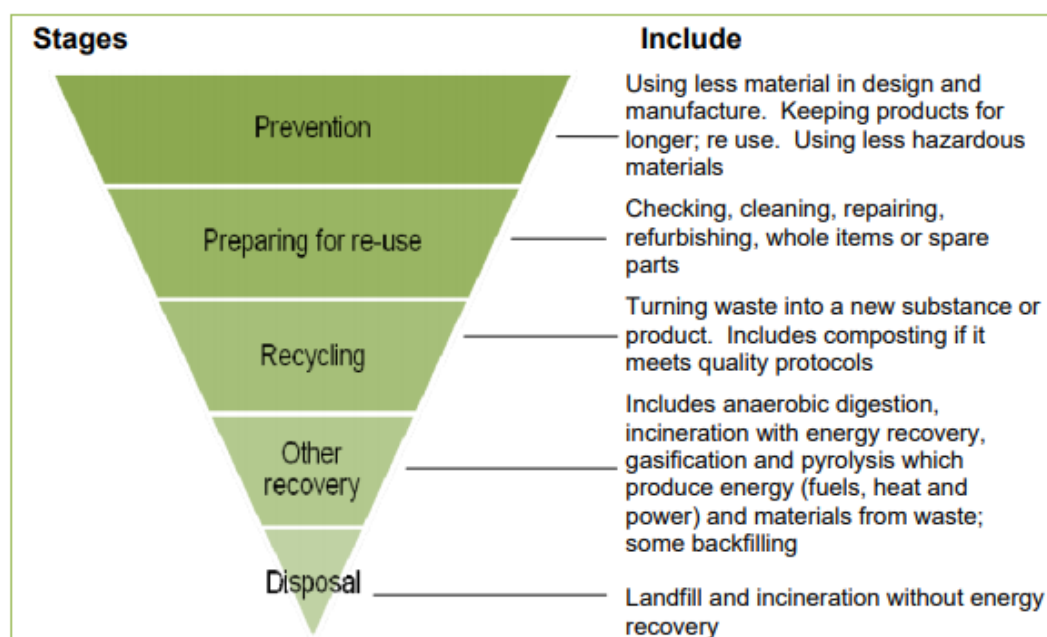 Stages
Include
Prevention
Using less material in design and
manufacture.  Keeping products for
longer; re use.  Using less hazardous
materials
Preparing for re-use
Checking, cleaning, repairing,
refurbishing, whole items or spare
parts
Recycling
Turning waste into a new substance or
product.  Includes composting if it
meets quality protocols
Other
recovery
Includes anaerobic digestion,
incineration with energy recovery,
gasification and pyrolysis which
produce energy (fuels, heat and
power) and materials from waste;
some backfilling
Disposal
Landfill and incineration without energy
recovery